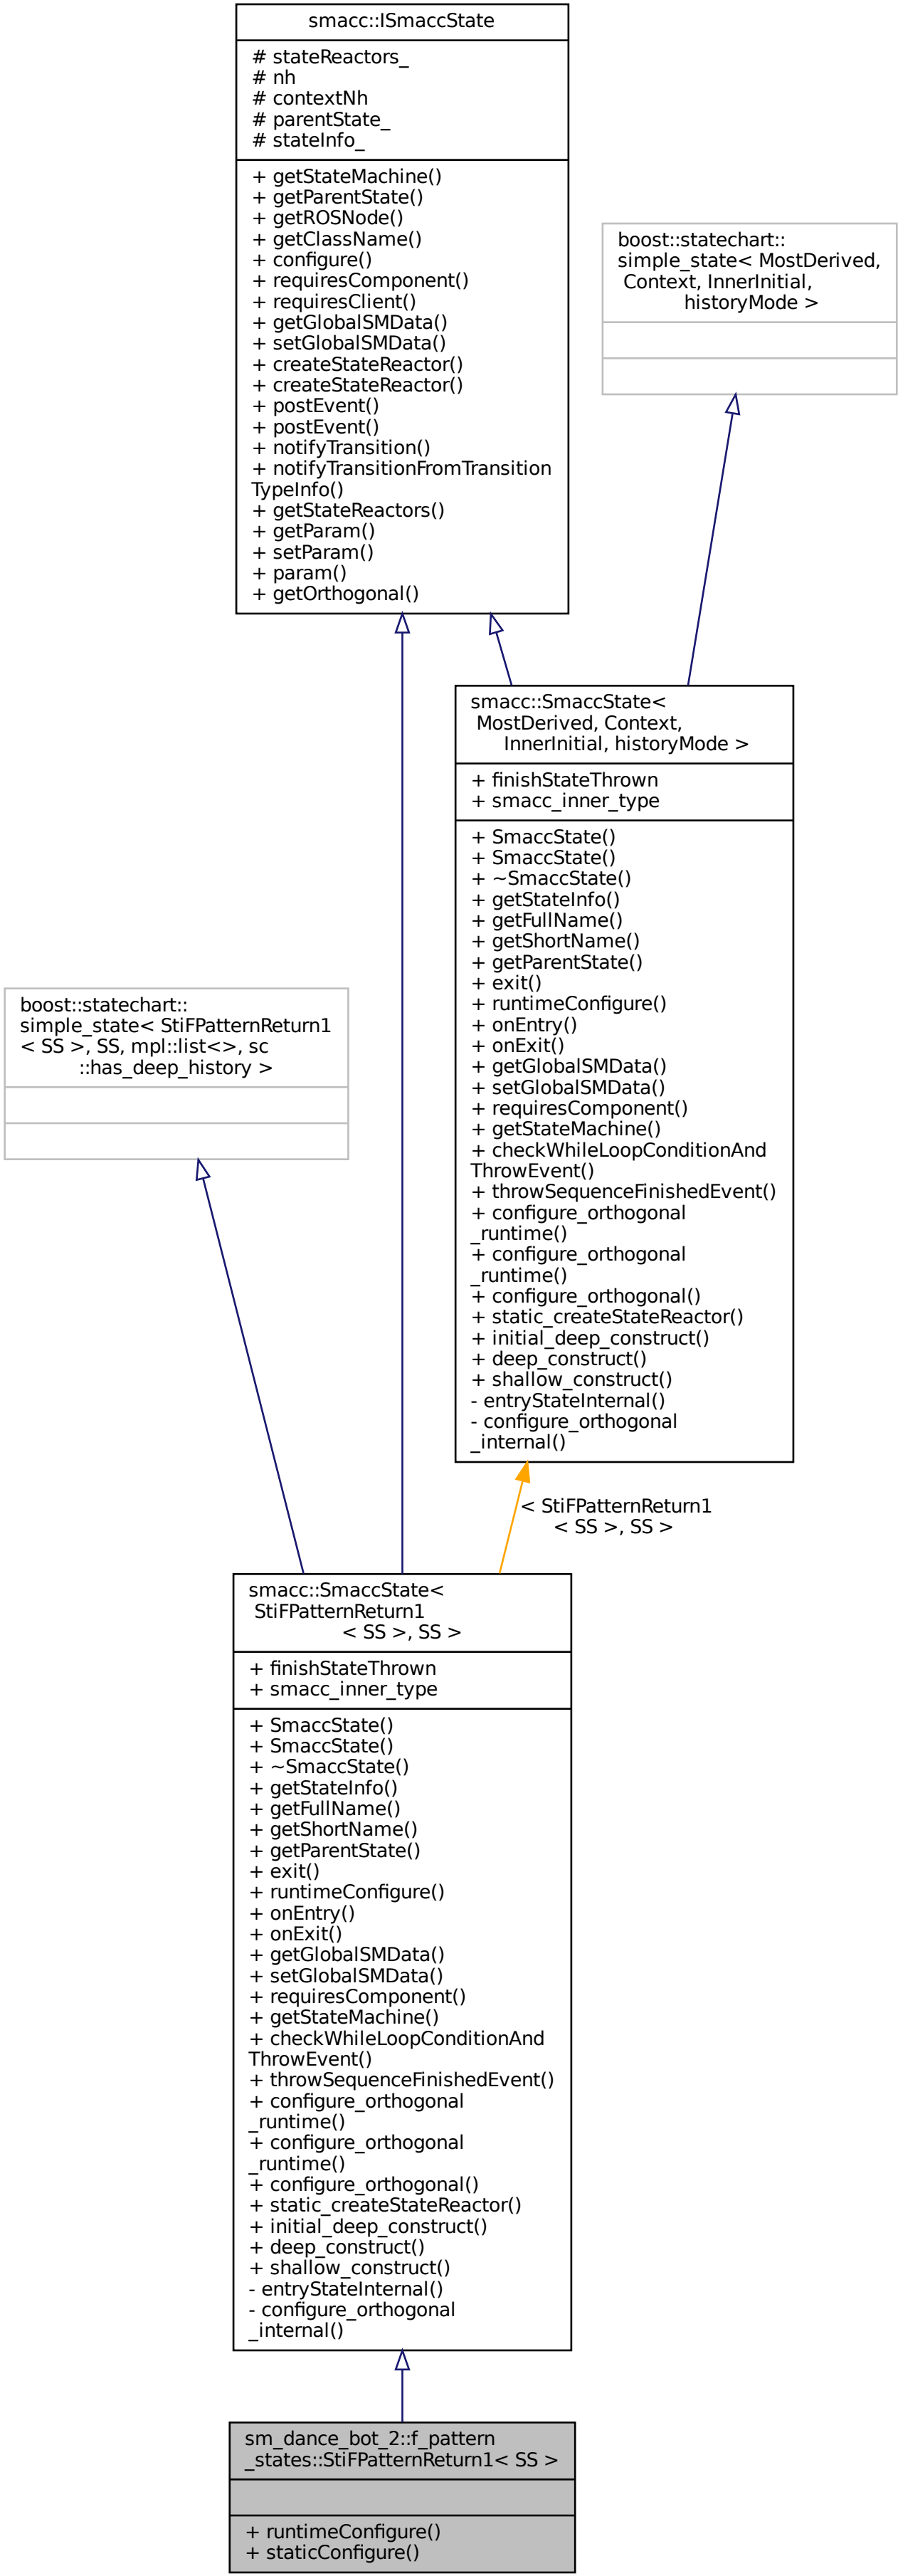 smacc::ISmaccState
# stateReactors_
# nh
# contextNh
# parentState_
# stateInfo_
+ getStateMachine()
+ getParentState()
+ getROSNode()
+ getClassName()
+ configure()
+ requiresComponent()
+ requiresClient()
+ getGlobalSMData()
+ setGlobalSMData()
+ createStateReactor()
+ createStateReactor()
+ postEvent()
+ postEvent()
+ notifyTransition()
+ notifyTransitionFromTransition
TypeInfo()
+ getStateReactors()
+ getParam()
+ setParam()
+ param()
+ getOrthogonal()
boost::statechart::
simple_state< MostDerived,
Context, InnerInitial,
historyMode >
smacc::SmaccState<
MostDerived, Context,
InnerInitial, historyMode >
+ finishStateThrown
+ smacc_inner_type
+ SmaccState()
+ SmaccState()
+ ~SmaccState()
+ getStateInfo()
+ getFullName()
+ getShortName()
+ getParentState()
+ exit()
+ runtimeConfigure()
+ onEntry()
+ onExit()
+ getGlobalSMData()
+ setGlobalSMData()
+ requiresComponent()
+ getStateMachine()
+ checkWhileLoopConditionAnd
ThrowEvent()
+ throwSequenceFinishedEvent()
+ configure_orthogonal
_runtime()
+ configure_orthogonal
_runtime()
+ configure_orthogonal()
+ static_createStateReactor()
+ initial_deep_construct()
+ deep_construct()
+ shallow_construct()
- entryStateInternal()
- configure_orthogonal
_internal()
boost::statechart::
simple_state< StiFPatternReturn1
< SS >, SS, mpl::list<>, sc
::has_deep_history >
< StiFPatternReturn1
< SS >, SS >
smacc::SmaccState<
StiFPatternReturn1
< SS >, SS >
+ finishStateThrown
+ smacc_inner_type
+ SmaccState()
+ SmaccState()
+ ~SmaccState()
+ getStateInfo()
+ getFullName()
+ getShortName()
+ getParentState()
+ exit()
+ runtimeConfigure()
+ onEntry()
+ onExit()
+ getGlobalSMData()
+ setGlobalSMData()
+ requiresComponent()
+ getStateMachine()
+ checkWhileLoopConditionAnd
ThrowEvent()
+ throwSequenceFinishedEvent()
+ configure_orthogonal
_runtime()
+ configure_orthogonal
_runtime()
+ configure_orthogonal()
+ static_createStateReactor()
+ initial_deep_construct()
+ deep_construct()
+ shallow_construct()
- entryStateInternal()
- configure_orthogonal
_internal()
sm_dance_bot_2::f_pattern
_states::StiFPatternReturn1< SS >
+ runtimeConfigure()
+ staticConfigure()